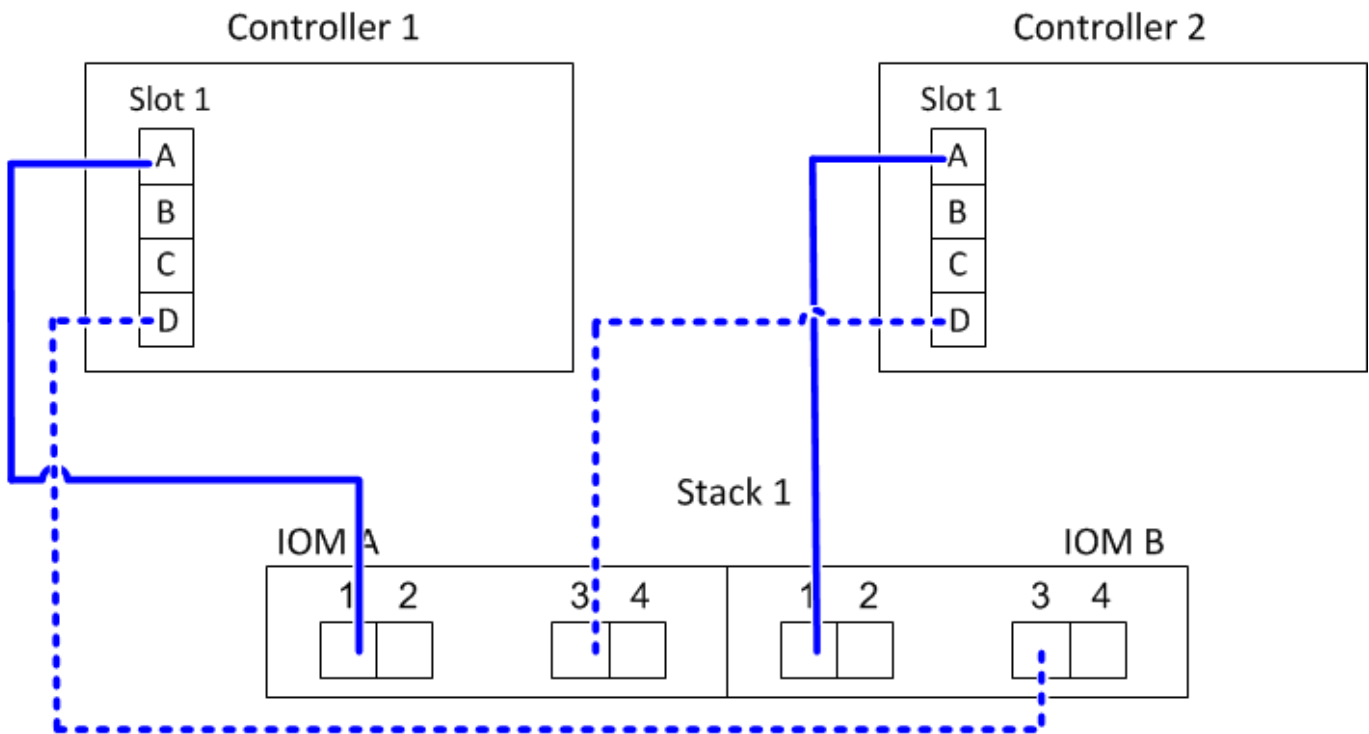 Controller 1
Controller 2
Slot 1
A
B
C
D
Slot 1
A
B
C
D
Stack 1
IOM A
IOM B
1 2 3 4 1 2 3 4